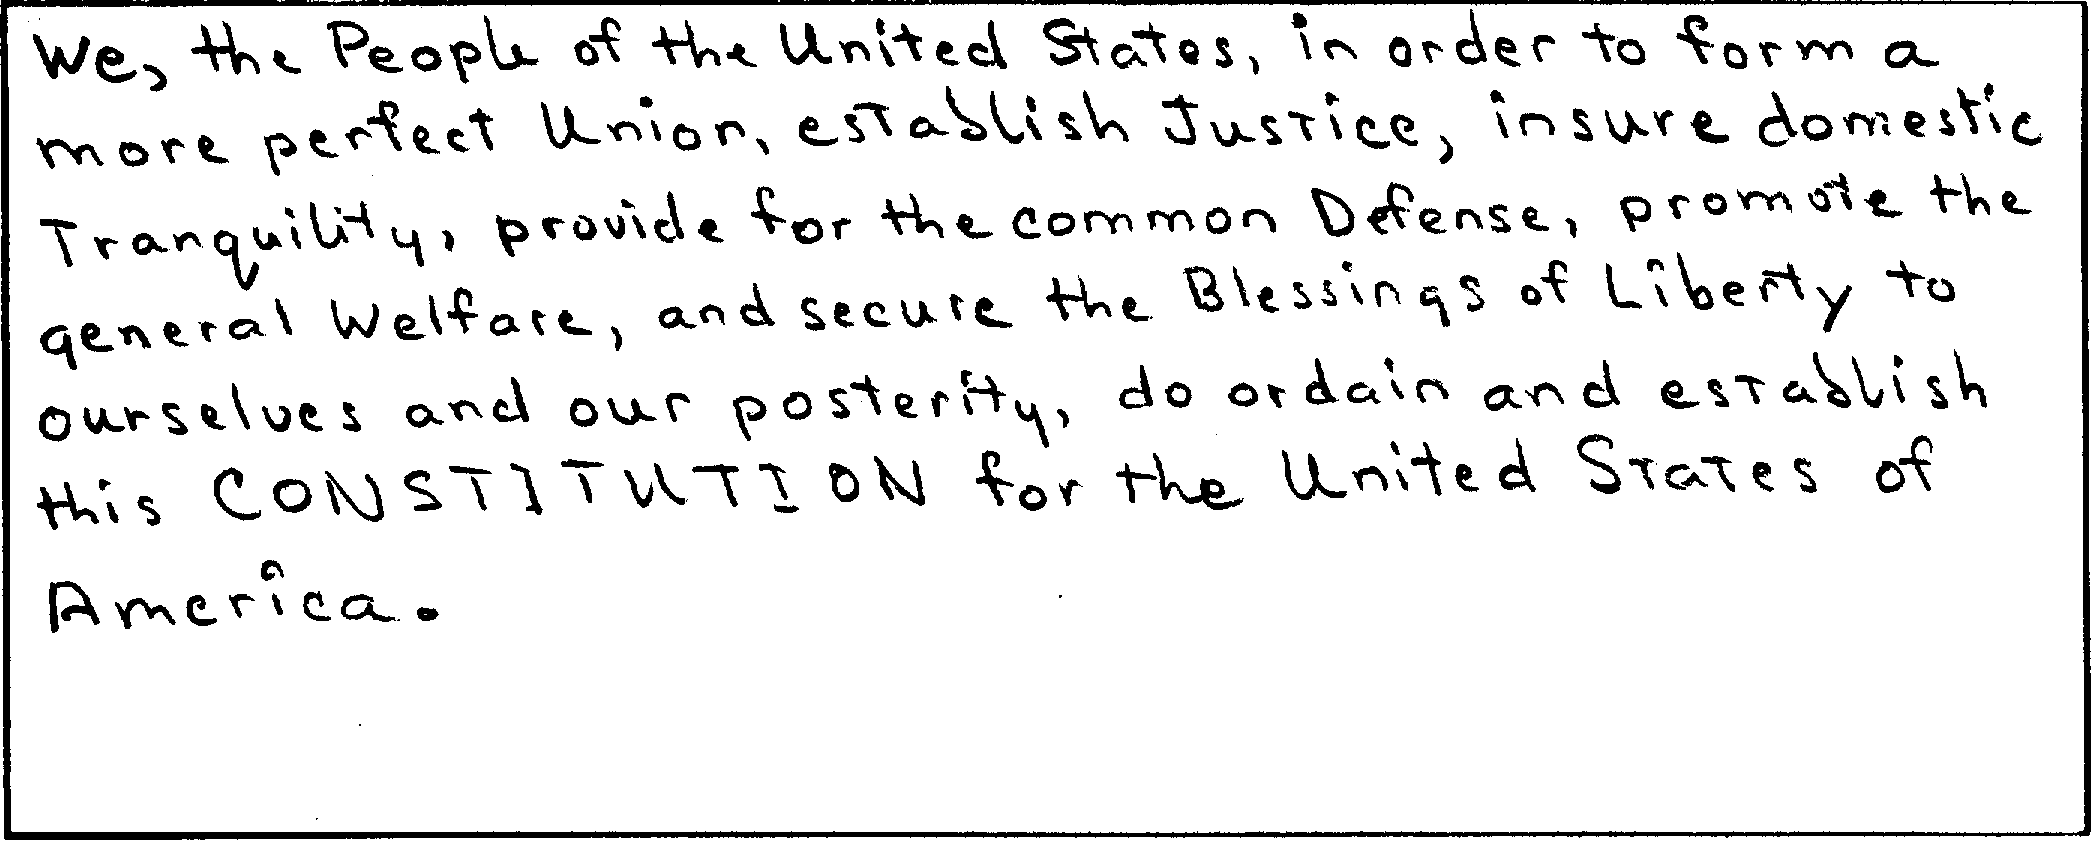 We, the People of the United States, in order to form a
more perfect Union, establish Justice, insure domestic
Tranquility, provide for the common Defense, promote the
general Welfare, and secure the Blessings of Liberty to
ourselves and our posterity, do ordain and establish
this CONSTITUTION for the United States of
America.